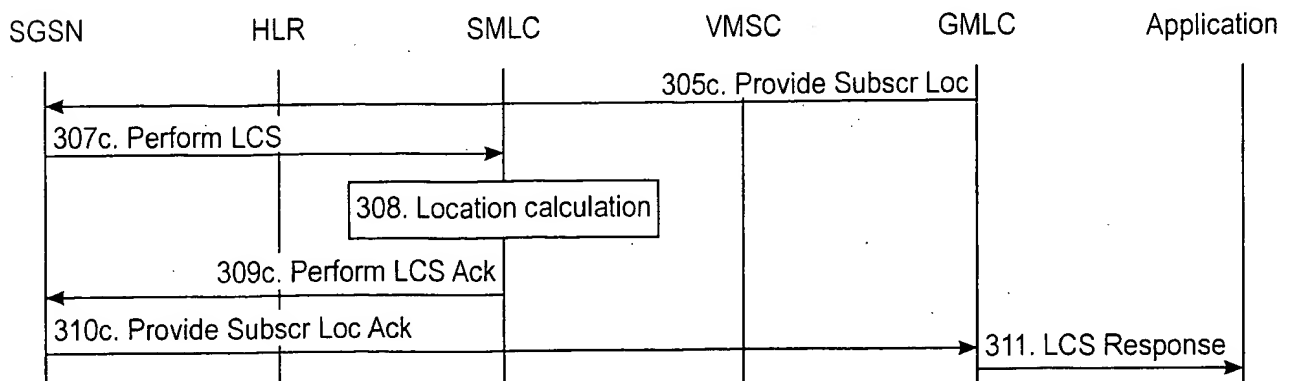 SGSN HLR SMLC VMSC GMLC Application
305c. Provide Subscr Loc
307c. Perform LCS
308. Location calculation
309c. Perform LCS Ack
310c. Provide Subscr Loc Ack
311. LCS Response